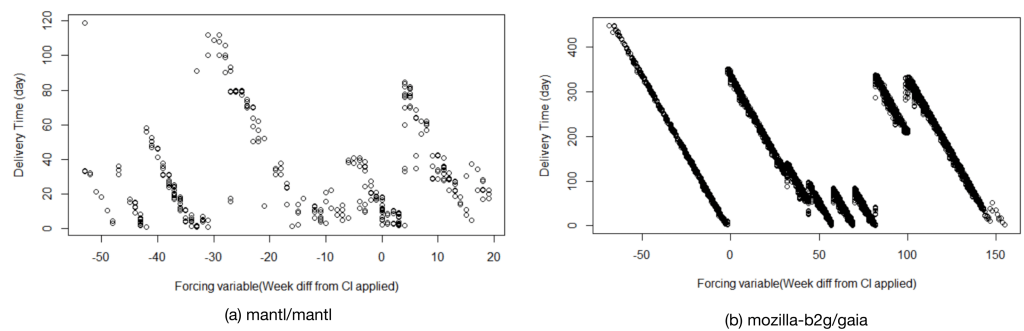 120
100
80
60
40
20
0
Delivery Time (day)
-50 -40 -30 -20 -10 0 10 20
Forcing variable(Week diff from CI applied)
(a) mantl/mantl
400
300
200
100
0
Delivery Time (day)
-50 0 50 100 150
Forcing variable(Week diff from CI applied)
(b) mozilla-b2g/gaia